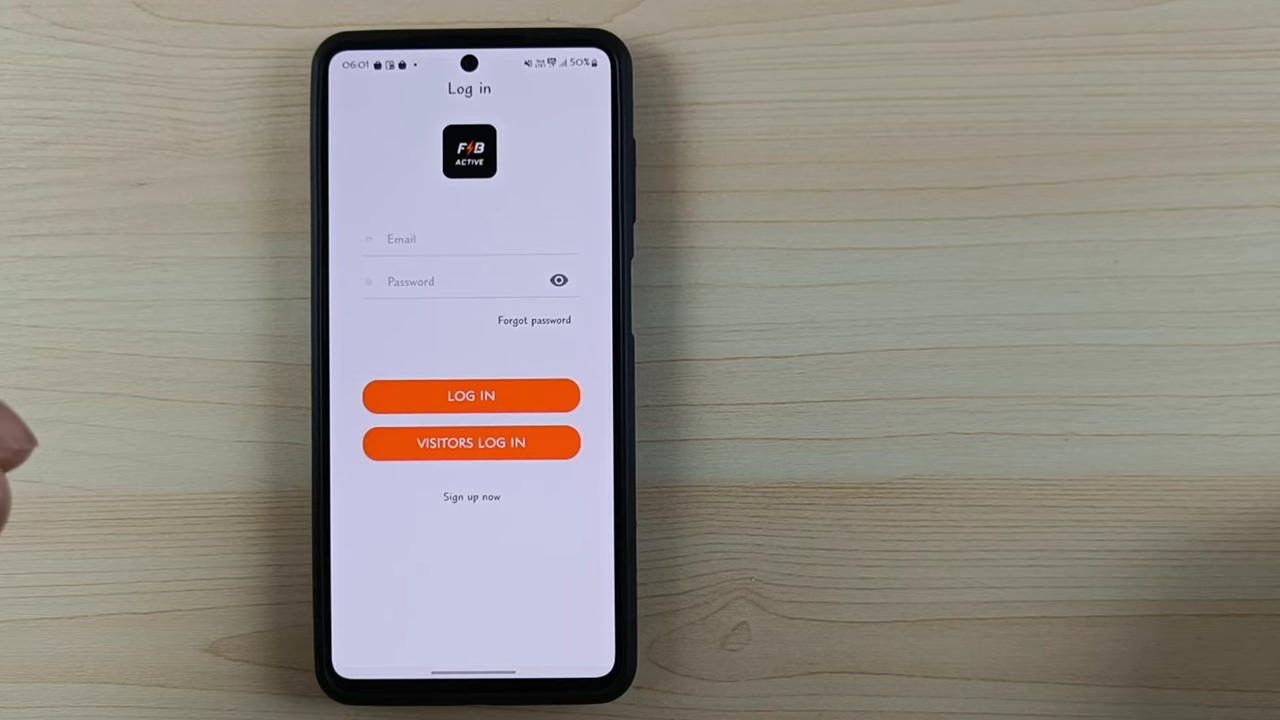 06:01 50%
Log in
F B
ACTIVE
Email
Password
Forgot password
LOG IN
VISITORS LOG IN
Sign up now